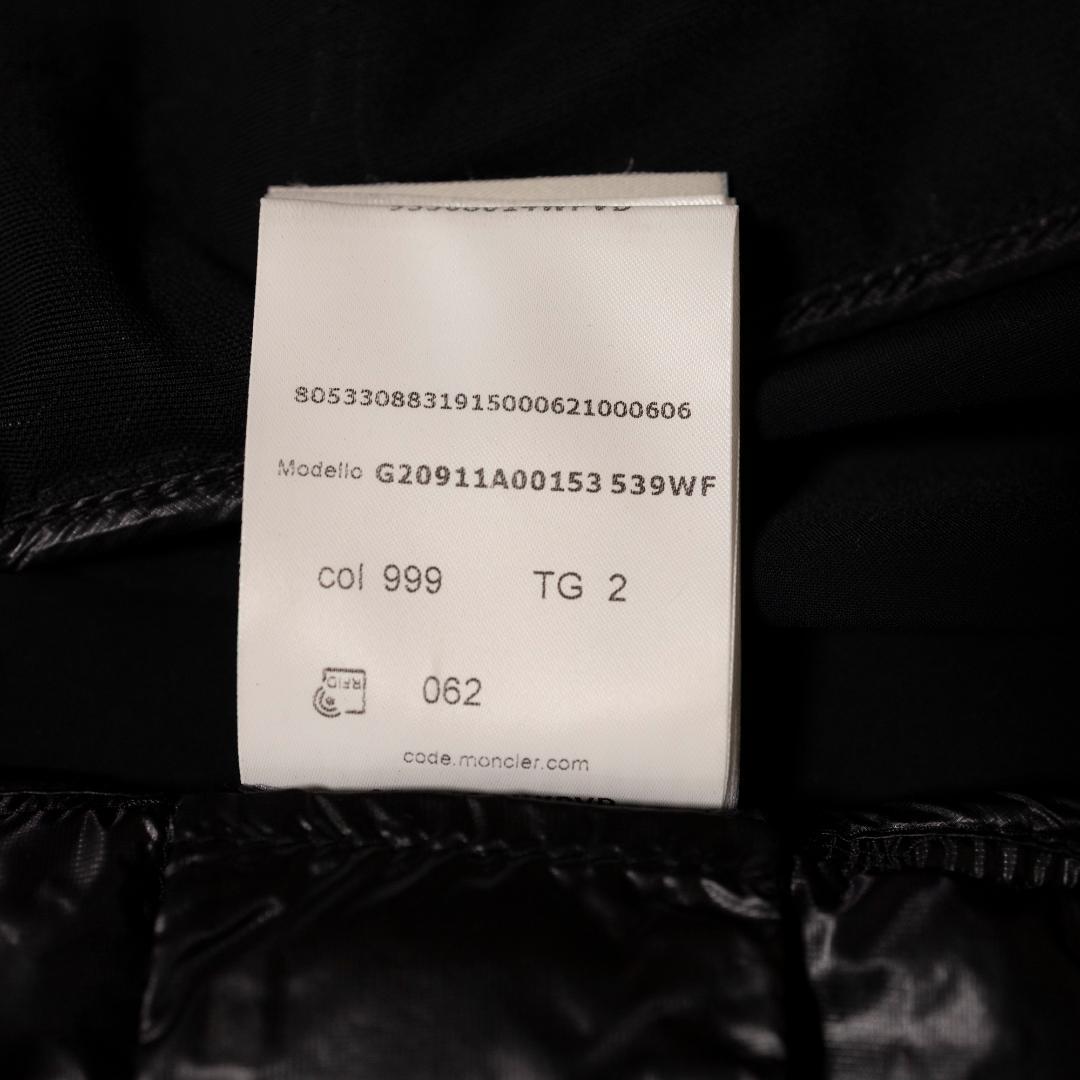 8053308831915000621000606
Modello G20911A00153 539WF
col 999 TG 2
RFID
062
code.moncler.com